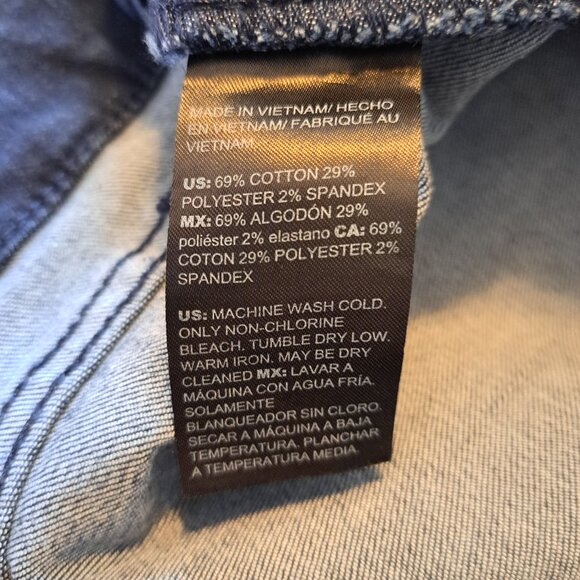 MADE IN VIETNAM/ HECHO
EN VIETNAM/ FABRIQUÉ AU
VIETNAM
US: 69% COTTON 29%
POLYESTER 2% SPANDEX
MX: 69% ALGODÓN 29%
poliéster 2% elastano CA: 69%
COTON 29% POLYESTER 2%
SPANDEX
US: MACHINE WASH COLD.
ONLY NON-CHLORINE
BLEACH. TUMBLE DRY LOW.
WARM IRON. MAY BE DRY
CLEANED MX: LAVAR A
MÁQUINA CON AGUA FRÍA.
SOLAMENTE
BLANQUEADOR SIN CLORO.
SECAR A MÁQUINA A BAJA
TEMPERATURA. PLANCHAR
A TEMPERATURA MEDIA.